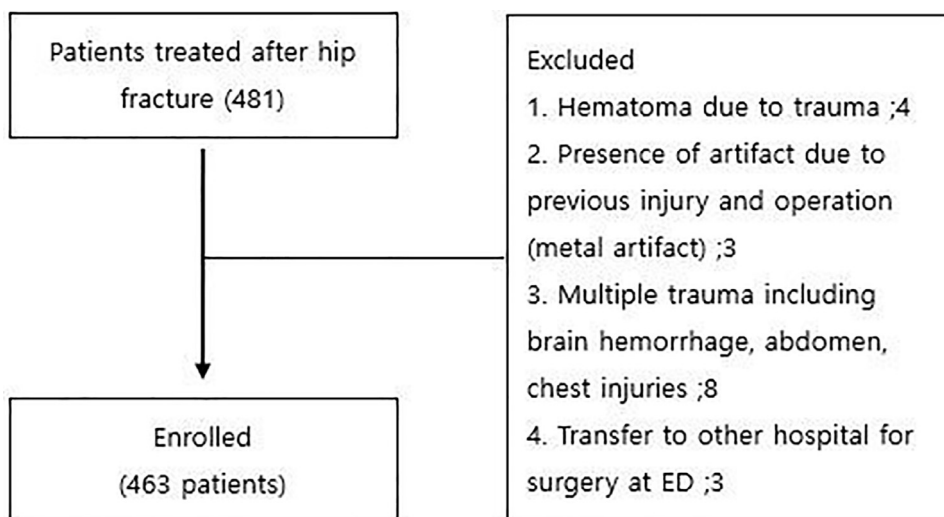 Patients treated after hip
fracture (481)
Excluded
1. Hematoma due to trauma ;4
2. Presence of artifact due to
previous injury and operation
(metal artifact) ;3
3. Multiple trauma including
brain hemorrhage, abdomen,
chest injuries ;8
4. Transfer to other hospital for
surgery at ED ;3
Enrolled
(463 patients)